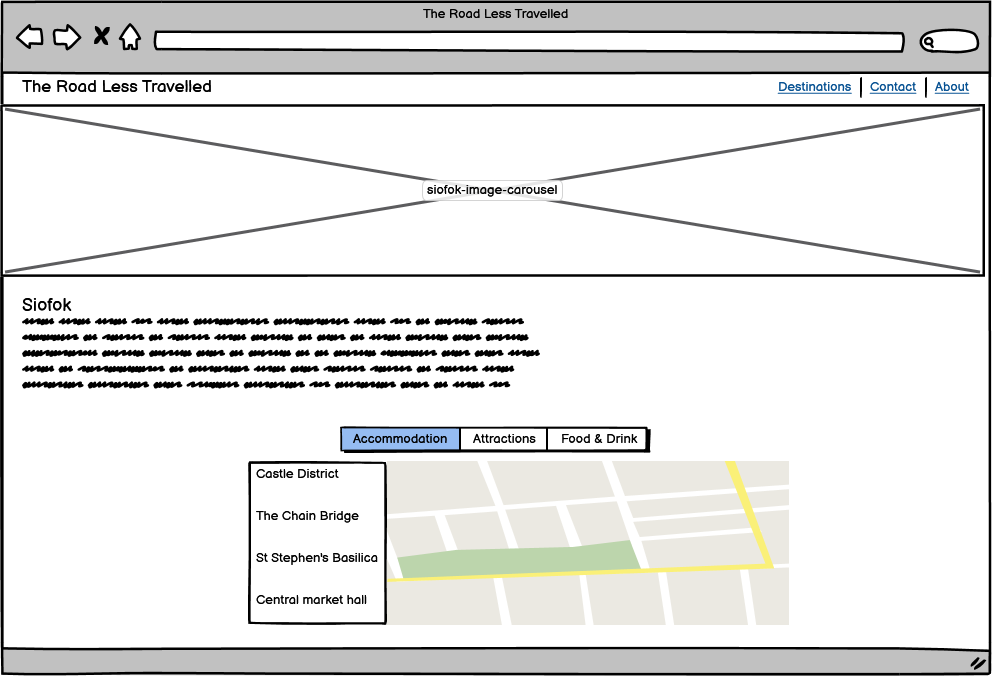 The Road Less Travelled
The Road Less Travelled
Destinations Contact About
siofok-image-carousel
Siofok
Accommodation Attractions Food & Drink
Castle District
The Chain Bridge
St Stephen's Basilica
Central market hall